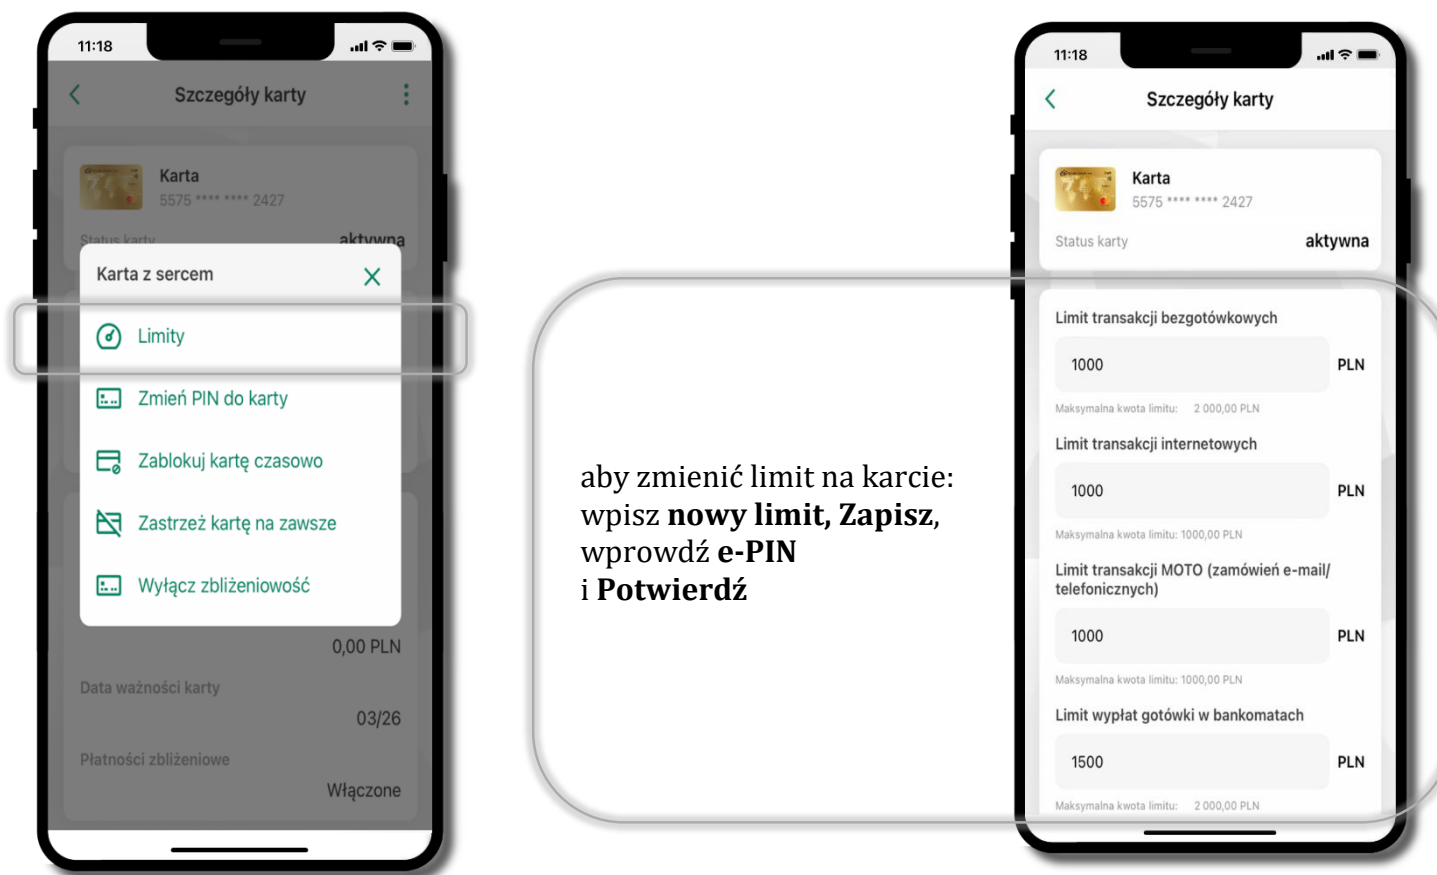 11:18
Szczegóły karty
Karta
5575 **** **** 2427
Status karty
aktywna
Karta z sercem
Limity
Zmień PIN do karty
Zablokuj kartę czasowo
Zastrzeż kartę na zawsze
Wyłącz zbliżeniowość
0,00 PLN
Data ważności karty
03/26
Płatności zbliżeniowe
Włączone
aby zmienić limit na karcie:
wpisz nowy limit, Zapisz,
wprowdź e-PIN
i Potwierdź
11:18
Szczegóły karty
Karta
5575 **** **** 2427
Status karty
aktywna
Limit transakcji bezgotówkowych
1000 PLN
Maksymalna kwota limitu: 2 000,00 PLN
Limit transakcji internetowych
1000 PLN
Maksymalna kwota limitu: 1000,00 PLN
Limit transakcji MOTO (zamówień e-mail/
telefonicznych)
1000 PLN
Maksymalna kwota limitu: 1000,00 PLN
Limit wypłat gotówki w bankomatach
1500 PLN
Maksymalna kwota limitu: 2 000,00 PLN